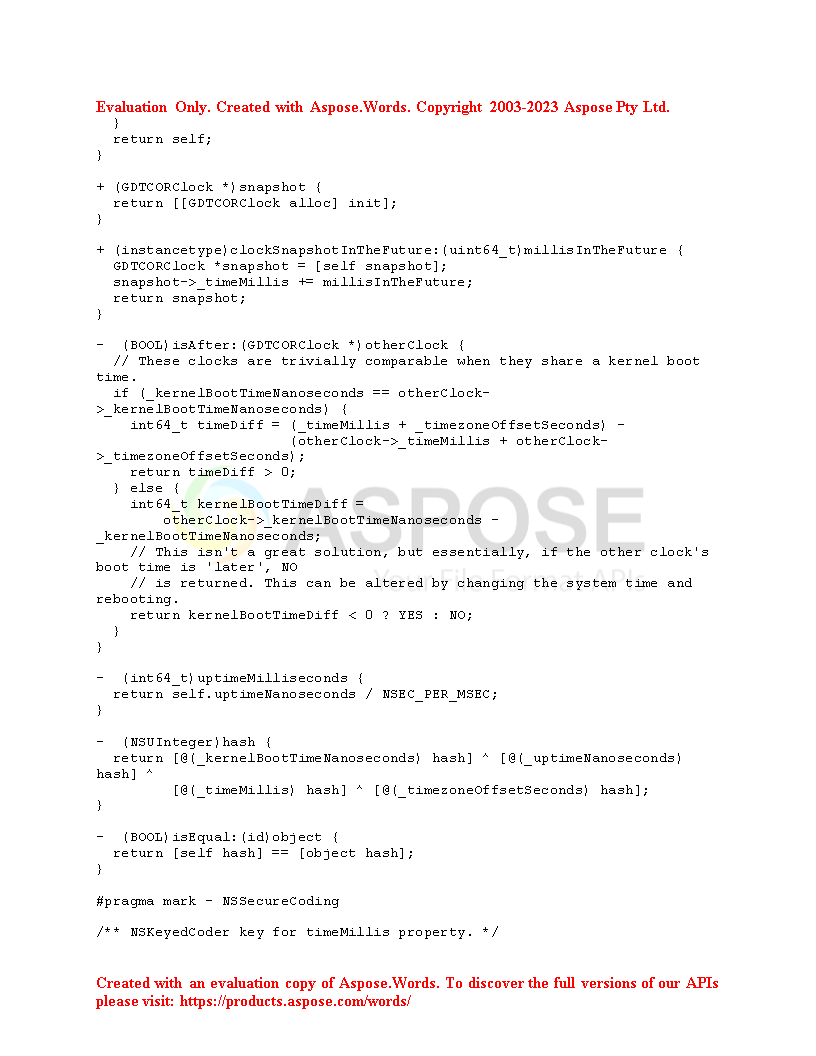 Evaluation Only. Created with Aspose.Words. Copyright 2003-2023 Aspose Pty Ltd.
  }
  return self;
}

+ (GDTCORClock *)snapshot {
  return [[GDTCORClock alloc] init];
}

+ (instancetype)clockSnapshotInTheFuture:(uint64_t)millisInTheFuture {
  GDTCORClock *snapshot = [self snapshot];
  snapshot->_timeMillis += millisInTheFuture;
  return snapshot;
}

-  (BOOL)isAfter:(GDTCORClock *)otherClock {
  // These clocks are trivially comparable when they share a kernel boot
time.
  if (_kernelBootTimeNanoseconds == otherClock-
>_kernelBootTimeNanoseconds) {
    int64_t timeDiff = (_timeMillis + _timezoneOffsetSeconds) -
                       (otherClock->_timeMillis + otherClock-
>_timezoneOffsetSeconds);
    return timeDiff > 0;
  } else {
    int64_t kernelBootTimeDiff =
        otherClock->_kernelBootTimeNanoseconds -
_kernelBootTimeNanoseconds;
    // This isn't a great solution, but essentially, if the other clock's
boot time is 'later', NO
    // is returned. This can be altered by changing the system time and
rebooting.
    return kernelBootTimeDiff < 0 ? YES : NO;
  }
}

-  (int64_t)uptimeMilliseconds {
  return self.uptimeNanoseconds / NSEC_PER_MSEC;
}

-  (NSUInteger)hash {
  return [@(_kernelBootTimeNanoseconds) hash] ^ [@(_uptimeNanoseconds)
hash] ^
         [@(_timeMillis) hash] ^ [@(_timezoneOffsetSeconds) hash];
}

-  (BOOL)isEqual:(id)object {
  return [self hash] == [object hash];
}

#pragma mark - NSSecureCoding

/** NSKeyedCoder key for timeMillis property. */
ASPOSE
Your File Format APIs
Created with an evaluation copy of Aspose.Words. To discover the full versions of our APIs
please visit: https://products.aspose.com/words/